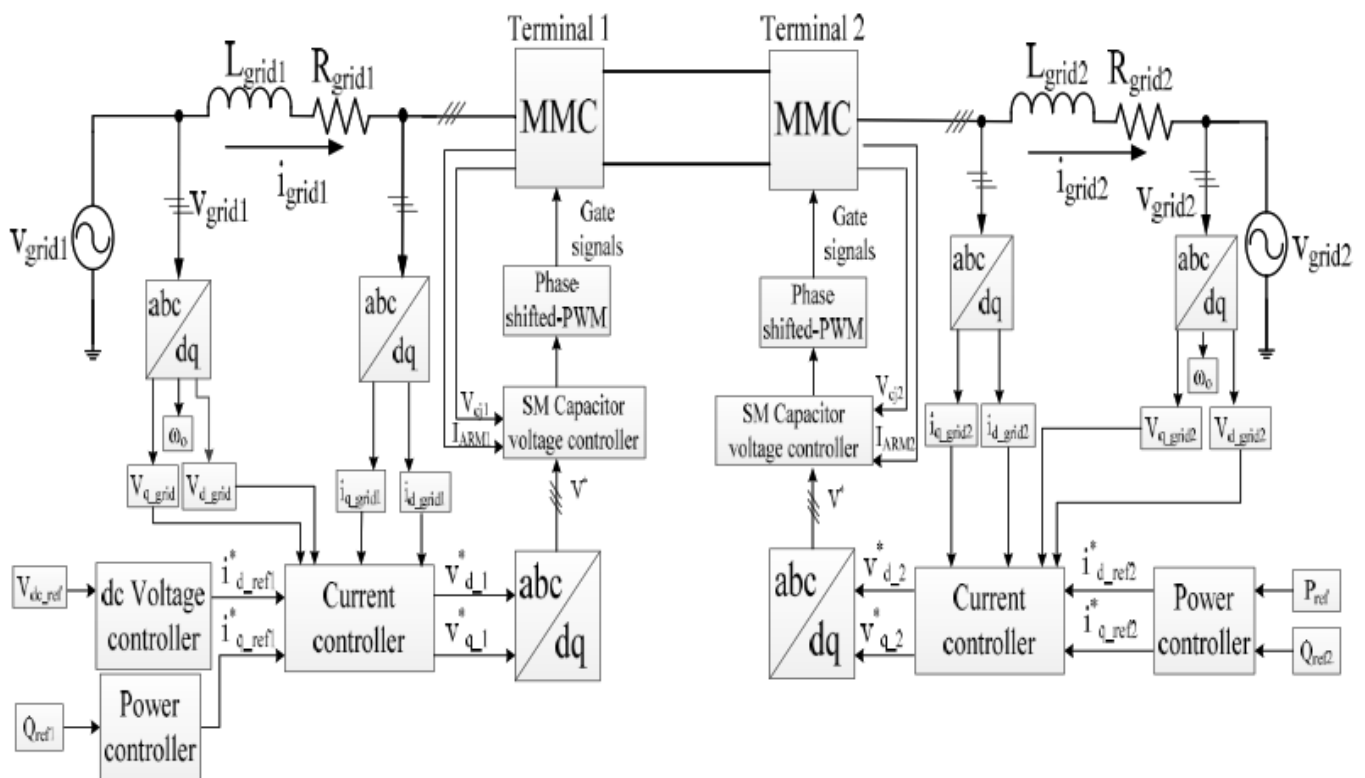 Terminal 1
Terminal 2
L_grid1
R_grid1
L_grid2
R_grid2
MMC
MMC
i_grid1
i_grid2
v_grid1
v_grid2
v_grid1
v_grid2
Gate
signals
Gate
signals
abc
dq
abc
dq
abc
dq
abc
dq
Phase
shifted-PWM
Phase
shifted-PWM
ω_o
ω_o
V_cj1
I_ARM1
V_cj2
I_ARM2
SM Capacitor
voltage controller
SM Capacitor
voltage controller
V_q_grid
V_d_grid
i_q_grid1
i_d_grid1
i_q_grid2
i_d_grid2
V_q_grid2
V_d_grid2
v*
v*
V_dc_ref
dc Voltage
controller
i*_d_ref1
i*_q_ref1
Current
controller
v*_d_1
v*_q_1
abc
dq
abc
dq
v*_d_2
v*_q_2
Current
controller
i*_d_ref2
i*_q_ref2
Power
controller
P_ref
Q_ref2
Q_ref1
Power
controller